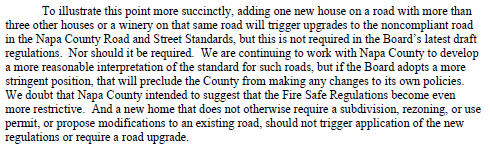 To illustrate this point more succinctly, adding one new house on a road with more than
three other houses or a winery on that same road will trigger upgrades to the noncompliant road
in the Napa County Road and Street Standards, but this is not required in the Board's latest draft
regulations.  Nor should it be required.  We are continuing to work with Napa County to develop
a more reasonable interpretation of the standard for such roads, but if the Board adopts a more
stringent position, that will preclude the County from making any changes to its own policies.
We doubt that Napa County intended to suggest that the Fire Safe Regulations become even
more restrictive.  And a new home that does not otherwise require a subdivision, rezoning, or use
permit, or propose modifications to an existing road, should not trigger application of the new
regulations or require a road upgrade.